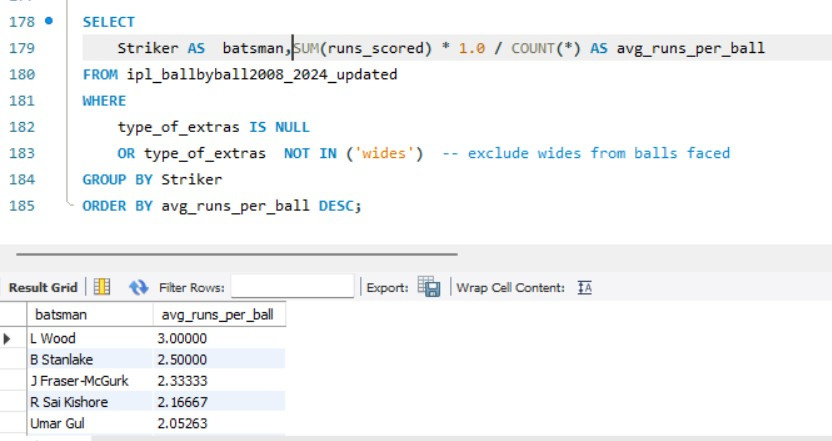 178 SELECT
179 Striker AS batsman,SUM(runs_scored) * 1.0 / COUNT(*) AS avg_runs_per_ball
180 FROM ipl_ballbyball2008_2024_updated
181 WHERE
182 type_of_extras IS NULL
183 OR type_of_extras NOT IN ('wides') -- exclude wides from balls faced
184 GROUP BY Striker
185 ORDER BY avg_runs_per_ball DESC;
Result Grid Filter Rows: Export: Wrap Cell Content:
batsman avg_runs_per_ball
L Wood 3.00000
B Stanlake 2.50000
J Fraser-McGurk 2.33333
R Sai Kishore 2.16667
Umar Gul 2.05263